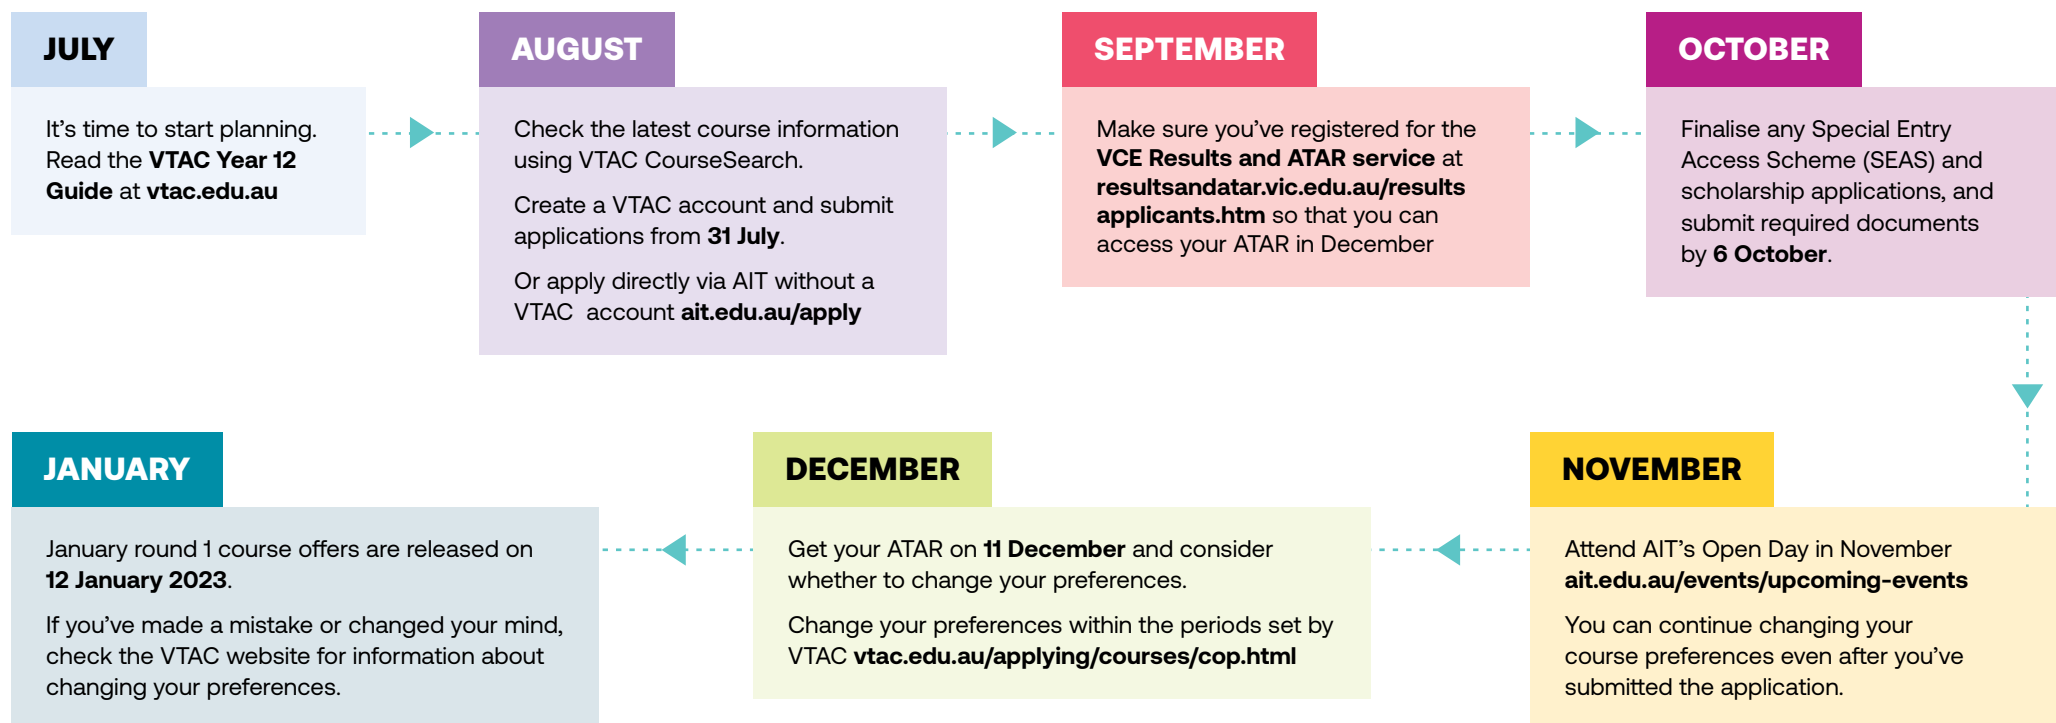 JULY
It's time to start planning.
Read the VTAC Year 12
Guide at vtac.edu.au
AUGUST
Check the latest course information
using VTAC CourseSearch.
Create a VTAC account and submit
applications from 31 July.
Or apply directly via AIT without a
VTAC  account ait.edu.au/apply
SEPTEMBER
Make sure you've registered for the
VCE Results and ATAR service at
resultsandatar.vic.edu.au/results
applicants.htm so that you can
access your ATAR in December
OCTOBER
Finalise any Special Entry
Access Scheme (SEAS) and
scholarship applications, and
submit required documents
by 6 October.
NOVEMBER
Attend AIT's Open Day in November
ait.edu.au/events/upcoming-events
You can continue changing your
course preferences even after you've
submitted the application.
DECEMBER
Get your ATAR on 11 December and consider
whether to change your preferences.
Change your preferences within the periods set by
VTAC vtac.edu.au/applying/courses/cop.html
JANUARY
January round 1 course offers are released on
12 January 2023.
If you've made a mistake or changed your mind,
check the VTAC website for information about
changing your preferences.